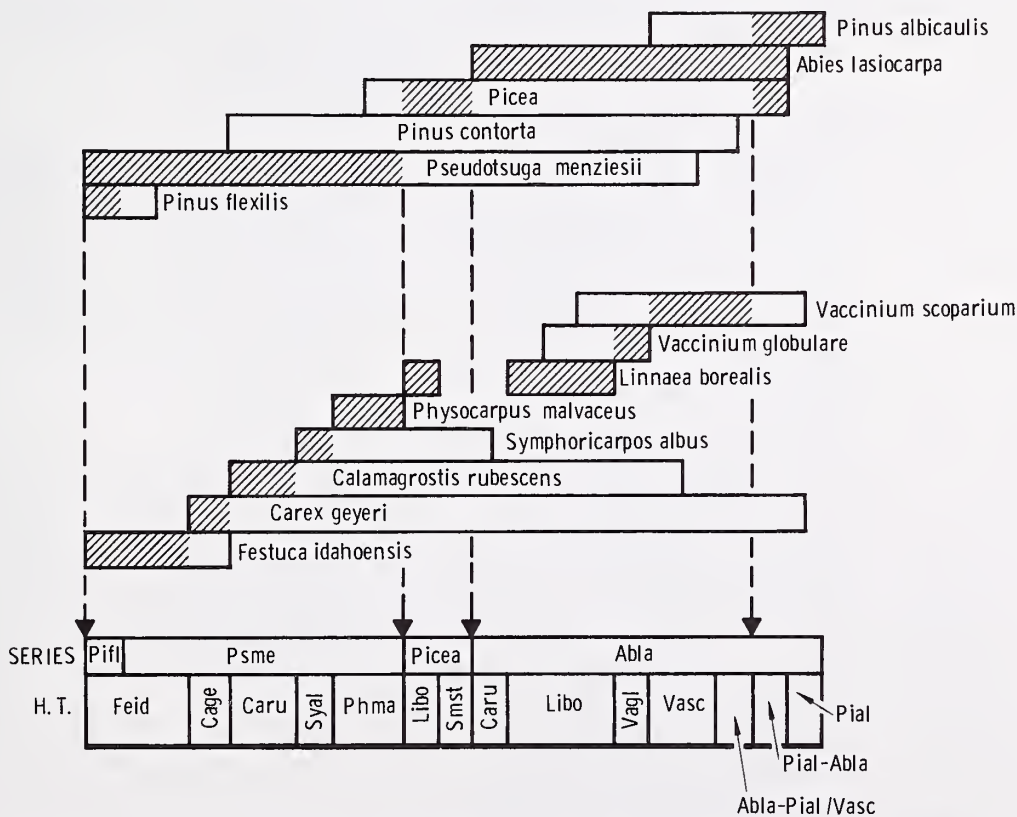 Pinus albicaulis
Abies lasiocarpa
Picea
Pinus contorta
Pseudotsuga menziesii
Pinus flexilis
Vaccinium scoparium
Vaccinium globulare
Linnaea borealis
Physocarpus malvaceus
Symphoricarpos albus
Calamagrostis rubescens
Carex geyeri
Festuca idahoensis
SERIES Pifl Psme Picea Abla
H. T. Feid Cage Caru Syal Phma Libo Smst Caru Libo Vagl Vasc
Pial
Pial-Abla
Abla-Pial/Vasc